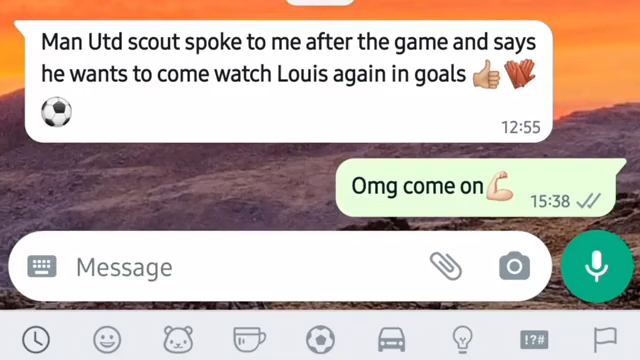 Man Utd scout spoke to me after the game and says
he wants to come watch Louis again in goals 👍🏼 🧤
⚽
12:55
Omg come on💪🏻
15:38
Message
!?#